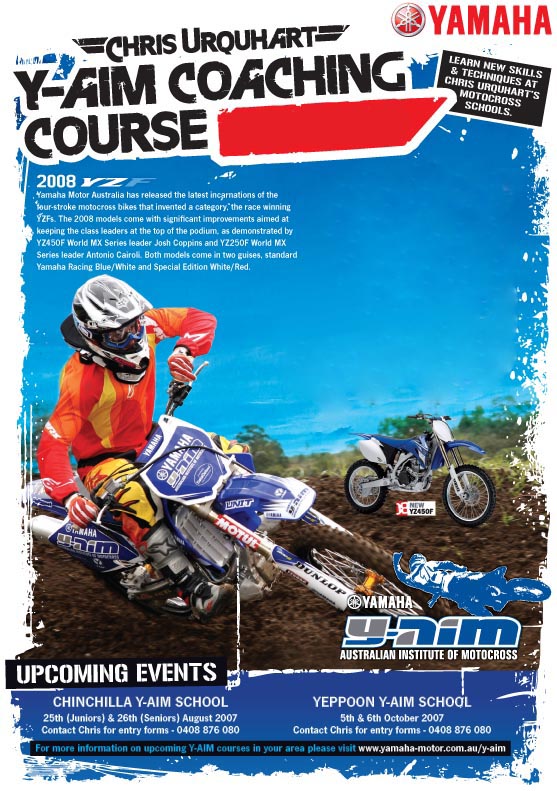 YAMAHA
CHRIS URQUHART
Y-AIM COACHING
COURSE
LEARN NEW SKILLS
& TECHNIQUES AT
CHRIS URQUHART'S
MOTOCROSS
SCHOOLS.
2008 YZF
Yamaha Motor Australia has released the latest incarnations of the
four-stroke motocross bikes that invented a category, the race winning
YZFs. The 2008 models come with significant improvements aimed at
keeping the class leaders at the top of the podium, as demonstrated by
YZ450F World MX Series leader Josh Coppins and YZ250F World MX
Series leader Antonio Cairoli. Both models come in two guises, standard
Yamaha Racing Blue/White and Special Edition White/Red.
YAMAHA
YAMAHA
UNIT
MOTUL
YAMAHA
y-aim
DUNLOP
NEW
YZ450F
YAMAHA
y-aim
AUSTRALIAN INSTITUTE OF MOTOCROSS
UPCOMING EVENTS
CHINCHILLA Y-AIM SCHOOL
25th (Juniors) & 26th (Seniors) August 2007
Contact Chris for entry forms - 0408 876 080
YEPPOON Y-AIM SCHOOL
5th & 6th October 2007
Contact Chris for entry forms - 0408 876 080
For more information on upcoming Y-AIM courses in your area please visit www.yamaha-motor.com.au/y-aim